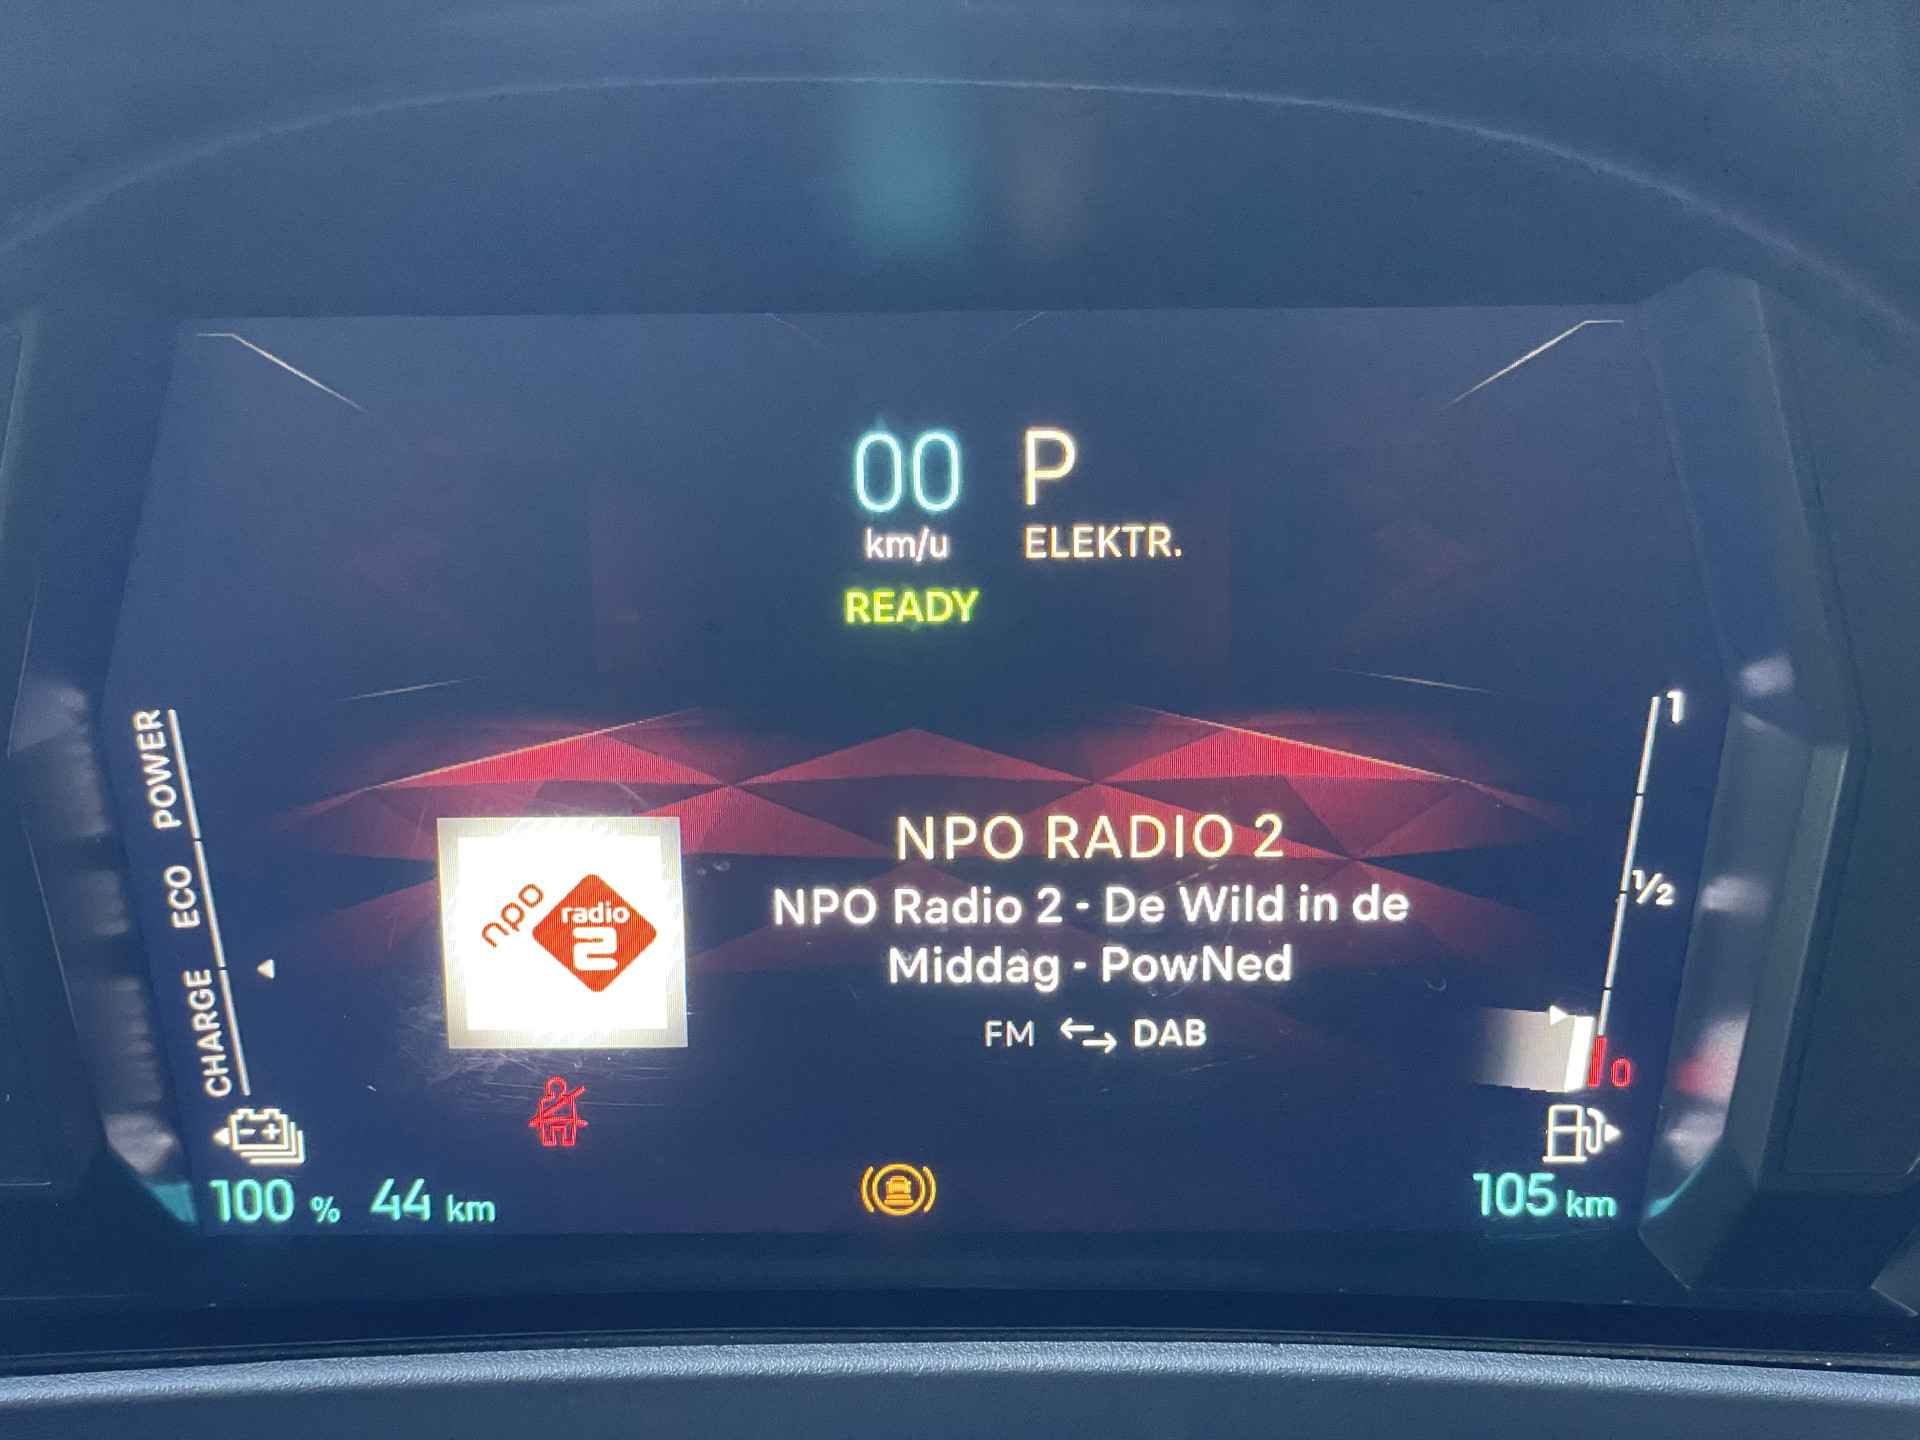 00 P
km/u ELEKTR.
READY
POWER
ECO
CHARGE
1
1/2
0
npo radio 2
NPO RADIO 2
NPO Radio 2 - De Wild in de
Middag - PowNed
FM DAB
100 % 44 km
105 km